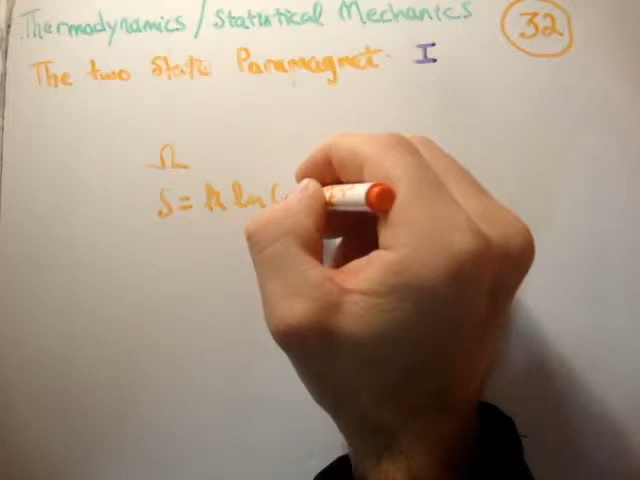 Thermodynamics / Statistical Mechanics
32
The two State Paramagnet I
Ω
S = k ln(